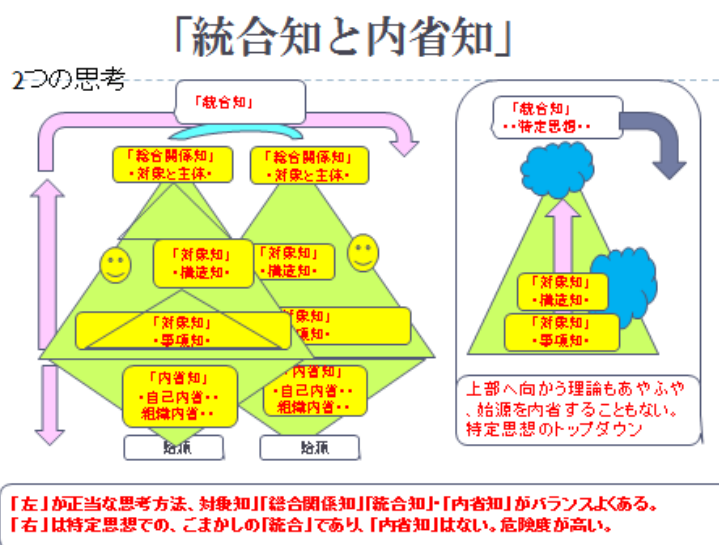 「統合知と内省知」
2つの思考
「統合知」
「総合関係知」
・対象と主体・
「総合関係知」
・対象と主体・
「対象知」
・構造知・
「対象知」
・構造知・
「対象知」
・事項知・
対象知」
項知・
「内省知」
・自己内省・・
組織内省・・
内省知」
・自己内省・・
組織内省・・
始源
始源
「統合知」
・・特定思想・・
「対象知」
・構造知・
「対象知」
・事項知・
上部へ向かう理論もあやふや
、始源を内省することもない。
特定思想のトップダウン
「左」が正当な思考方法、対象知」「総合関係知」「統合知」・「内省知」がバランスよくある。
「右」は特定思想での、ごまかしの「統合」であり、「内省知」はない。危険度が高い。